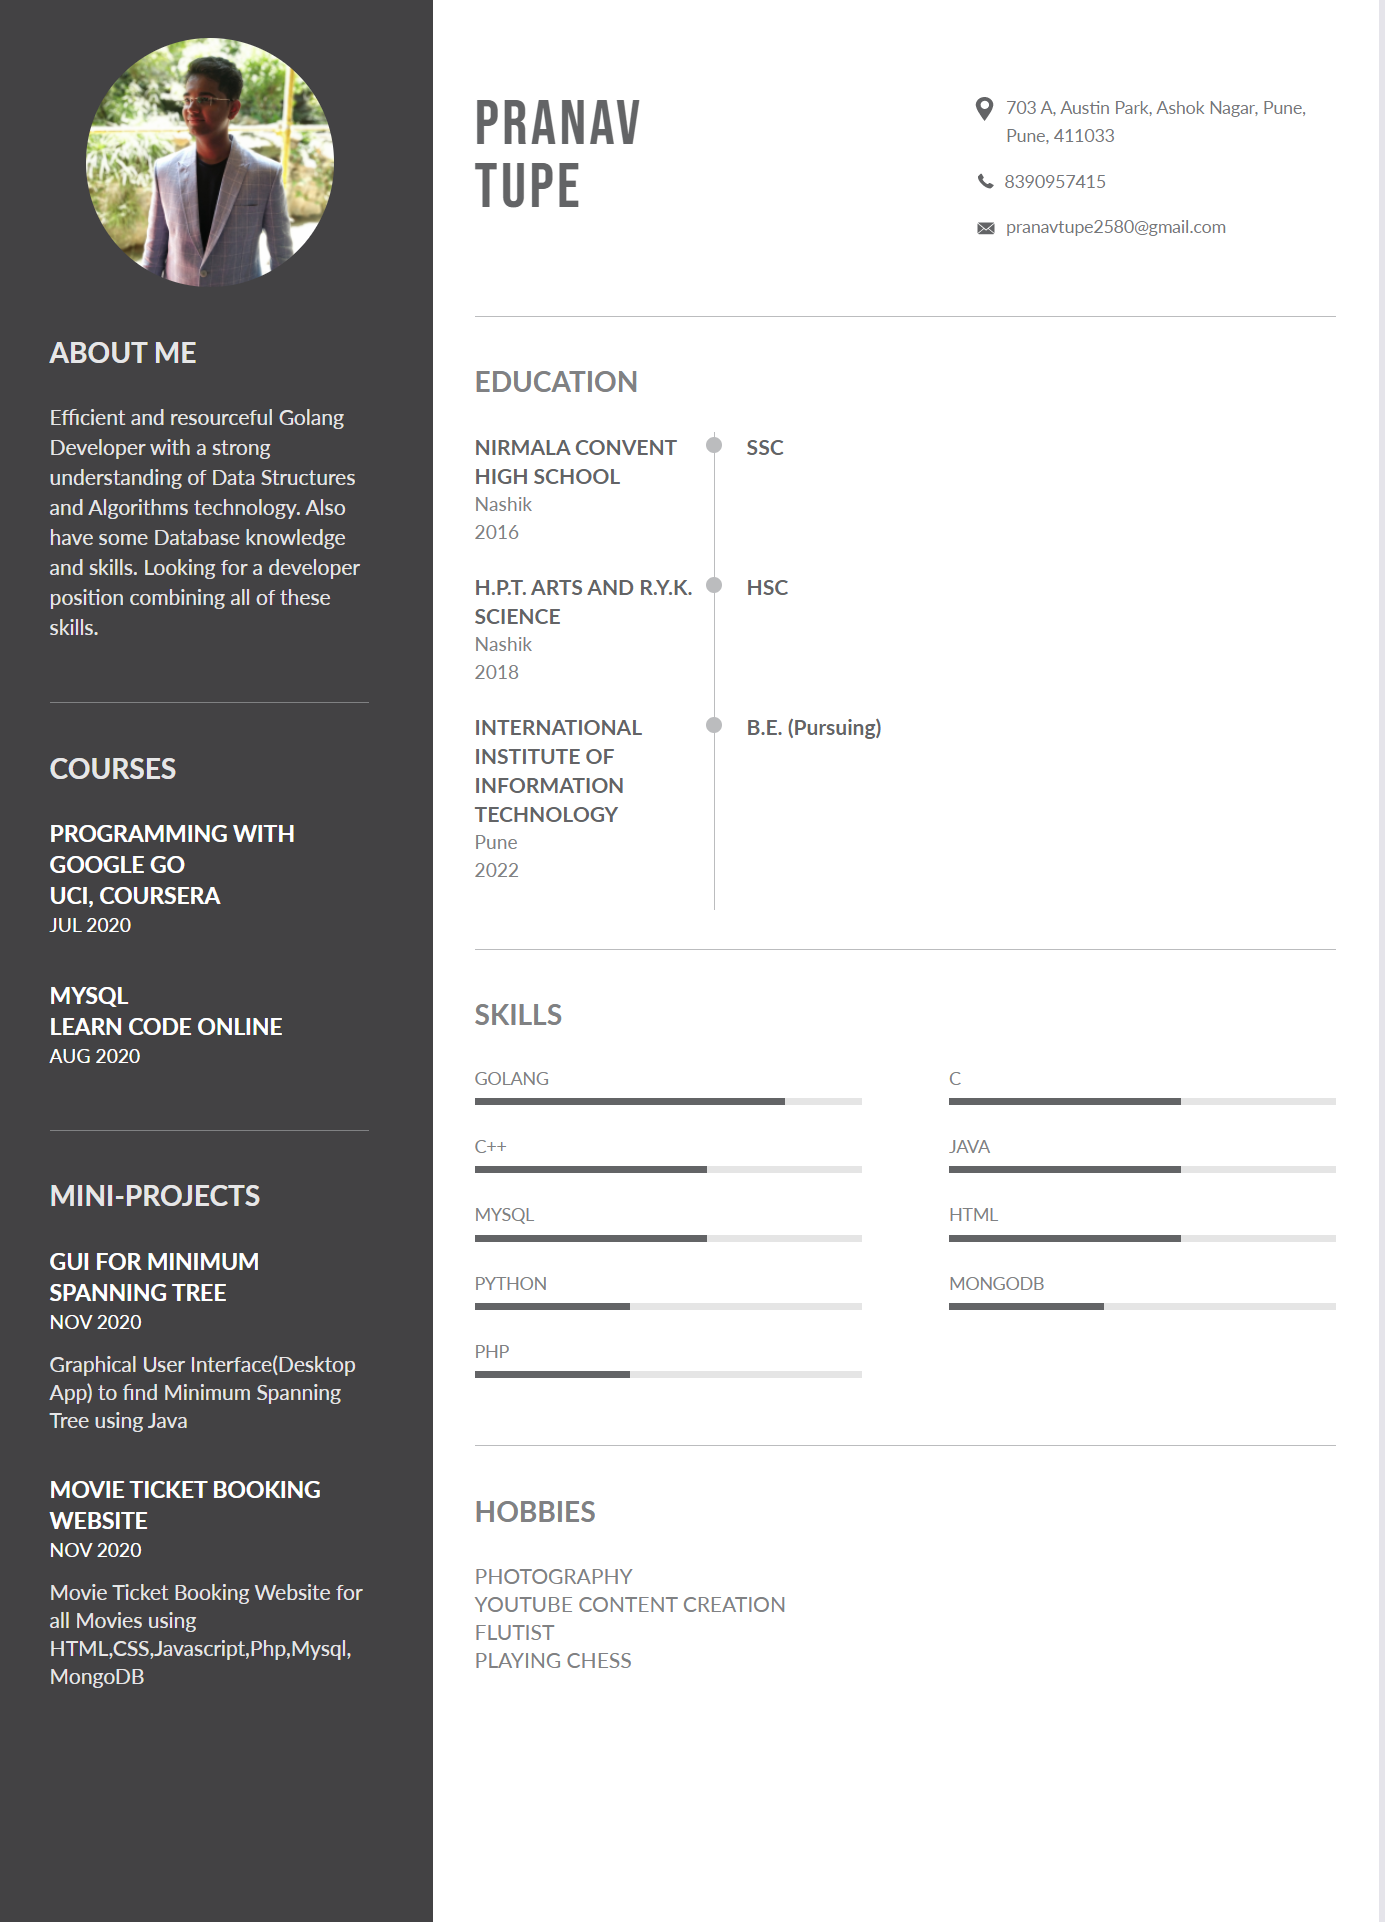 PRANAV
TUPE
703 A, Austin Park, Ashok Nagar, Pune,
Pune, 411033
8390957415
pranavtupe2580@gmail.com
ABOUT ME
Efficient and resourceful Golang
Developer with a strong
understanding of Data Structures
and Algorithms technology. Also
have some Database knowledge
and skills. Looking for a developer
position combining all of these
skills.
COURSES
PROGRAMMING WITH
GOOGLE GO
UCI, COURSERA
JUL 2020
MYSQL
LEARN CODE ONLINE
AUG 2020
MINI-PROJECTS
GUI FOR MINIMUM
SPANNING TREE
NOV 2020
Graphical User Interface(Desktop
App) to find Minimum Spanning
Tree using Java
MOVIE TICKET BOOKING
WEBSITE
NOV 2020
Movie Ticket Booking Website for
all Movies using
HTML,CSS,Javascript,Php,Mysql,
MongoDB
EDUCATION
NIRMALA CONVENT
HIGH SCHOOL
Nashik
2016
SSC
H.P.T. ARTS AND R.Y.K.
SCIENCE
Nashik
2018
HSC
INTERNATIONAL
INSTITUTE OF
INFORMATION
TECHNOLOGY
Pune
2022
B.E. (Pursuing)
SKILLS
GOLANG
C
C++
JAVA
MYSQL
HTML
PYTHON
MONGODB
PHP
HOBBIES
PHOTOGRAPHY
YOUTUBE CONTENT CREATION
FLUTIST
PLAYING CHESS